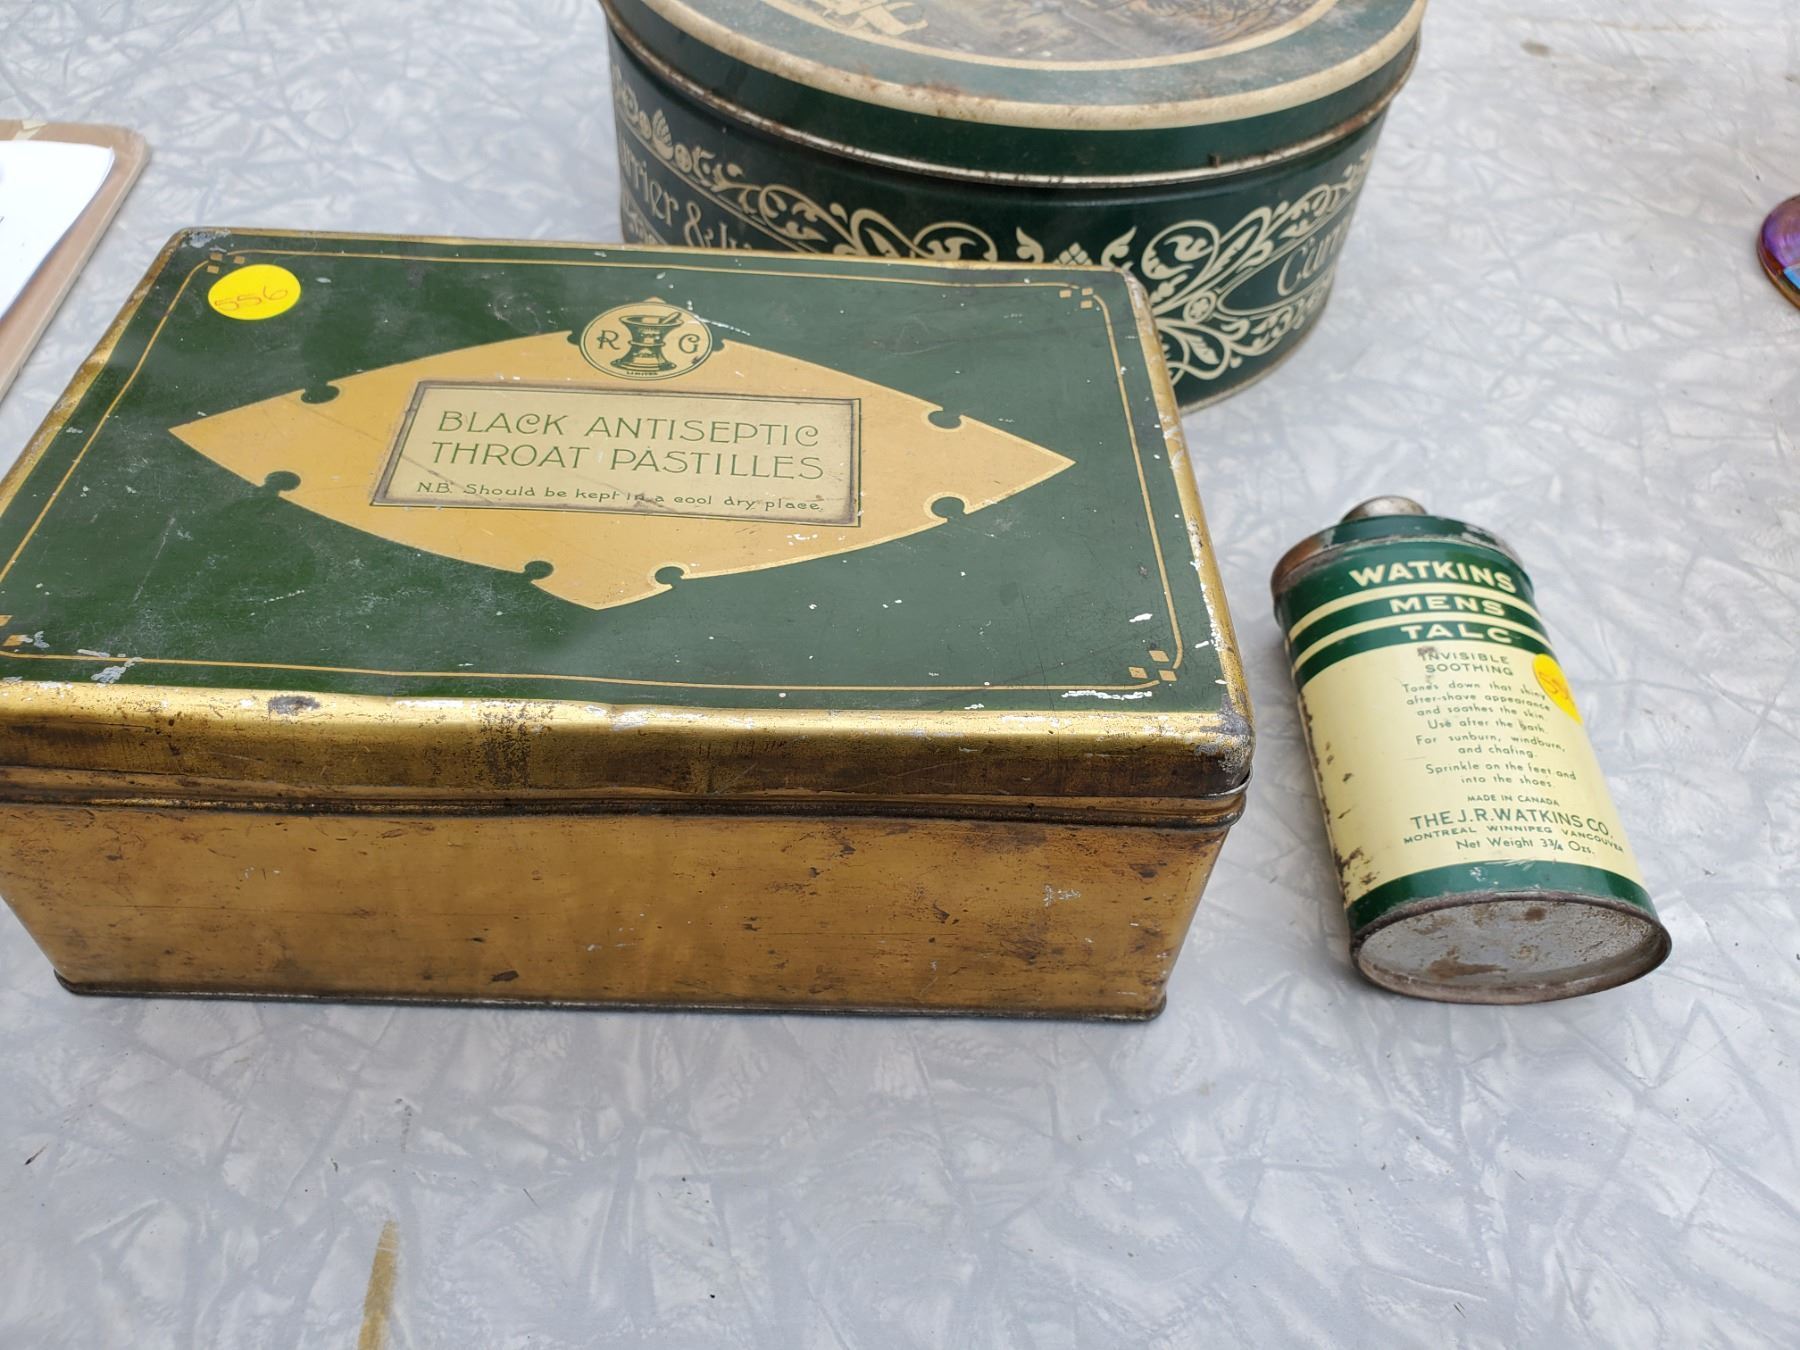 Currier &
556
R G
LIMITED
BLACK ANTISEPTIC
THROAT PASTILLES
N.B. Should be kept in a cool dry place.
WATKINS
MENS
TALC
INVISIBLE
SOOTHING
Tones down that shiny
after-shave appearance
and soothes the skin.
Use after the bath.
For sunburn, windburn,
and chafing.
Sprinkle on the feet and
into the shoes.
MADE IN CANADA
THE J.R. WATKINS CO.
MONTREAL WINNIPEG VANCOUVER
Net Weight 3¾ Ozs.